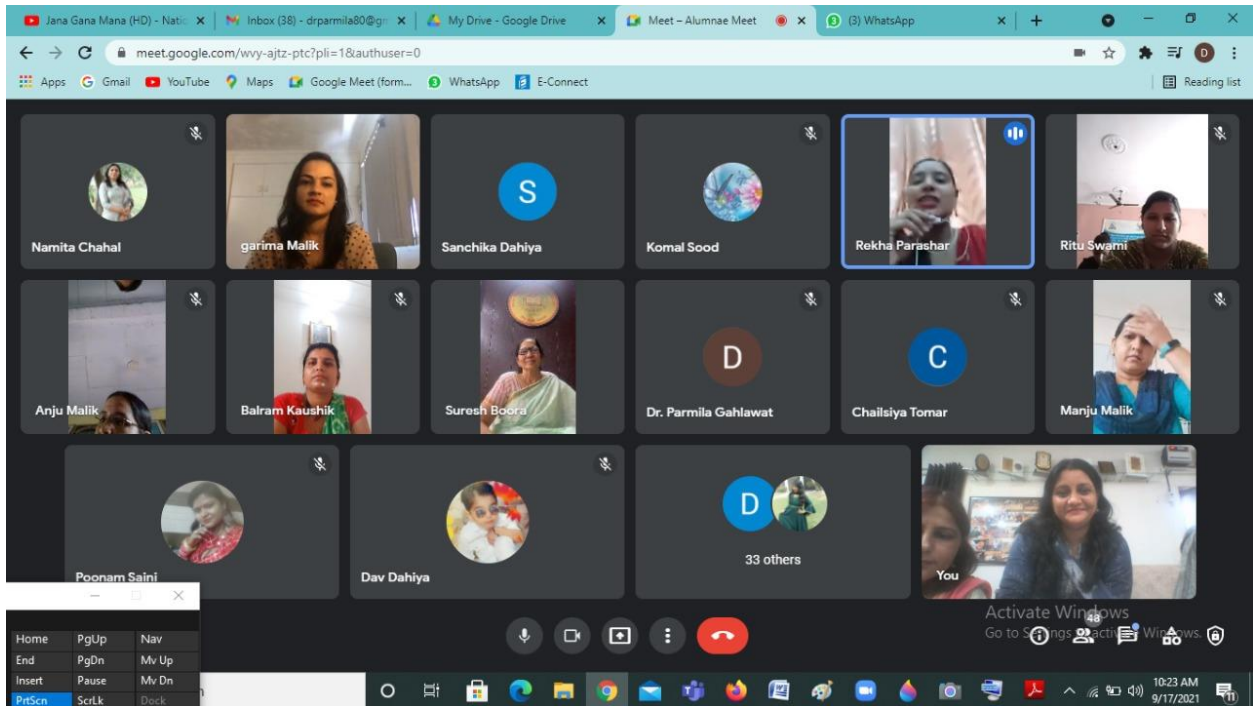 Jana Gana Mana (HD) - Natic
Inbox (38) - drparmila80@gm
My Drive - Google Drive
Meet – Alumnae Meet
(3) WhatsApp
meet.google.com/wvy-ajtz-ptc?pli=1&authuser=0
D
Apps Gmail YouTube Maps Google Meet (form... WhatsApp E-Connect Reading list
S
Namita Chahal
garima Malik
Sanchika Dahiya
Komal Sood
Rekha Parashar
Ritu Swami
D
C
Anju Malik
Balram Kaushik
Suresh Boora
Dr. Parmila Gahlawat
Chailsiya Tomar
Manju Malik
D
33 others
Poonam Saini
Dav Dahiya
You
Activate Windows
Go to Settings to activate Windows.
48
Home PgUp Nav
End PgDn Mv Up
Insert Pause Mv Dn
PrtScn ScrLk Dock
10:23 AM
9/17/2021
11